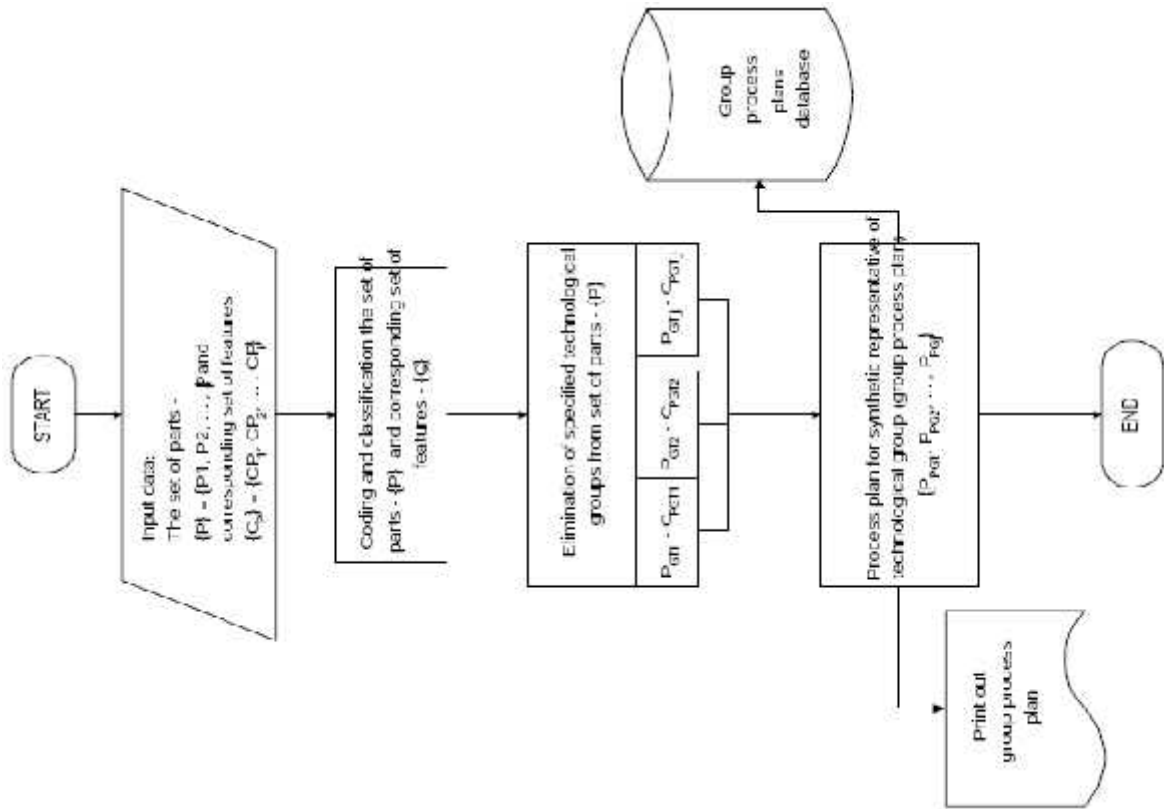 START
Input data:
The set of parts -
{P} = {P1, P2, ..., P and
corresponding set of features
{C} = {CP1, CP2, ... CP}
Coding and classification the set of
parts - {P} and corresponding set of
features - {C}
Elimination of specified technological
groups from set of parts - {P}
PGT1 - CPGT1
PGT2 - CPGT2
PGTj - CPGTj
Process plan for synthetic representative of
technological group (group process plan)
{PPG1, PPG2, ..., PPGj}
Group
process
plans
database
Print out
group process
plan
END